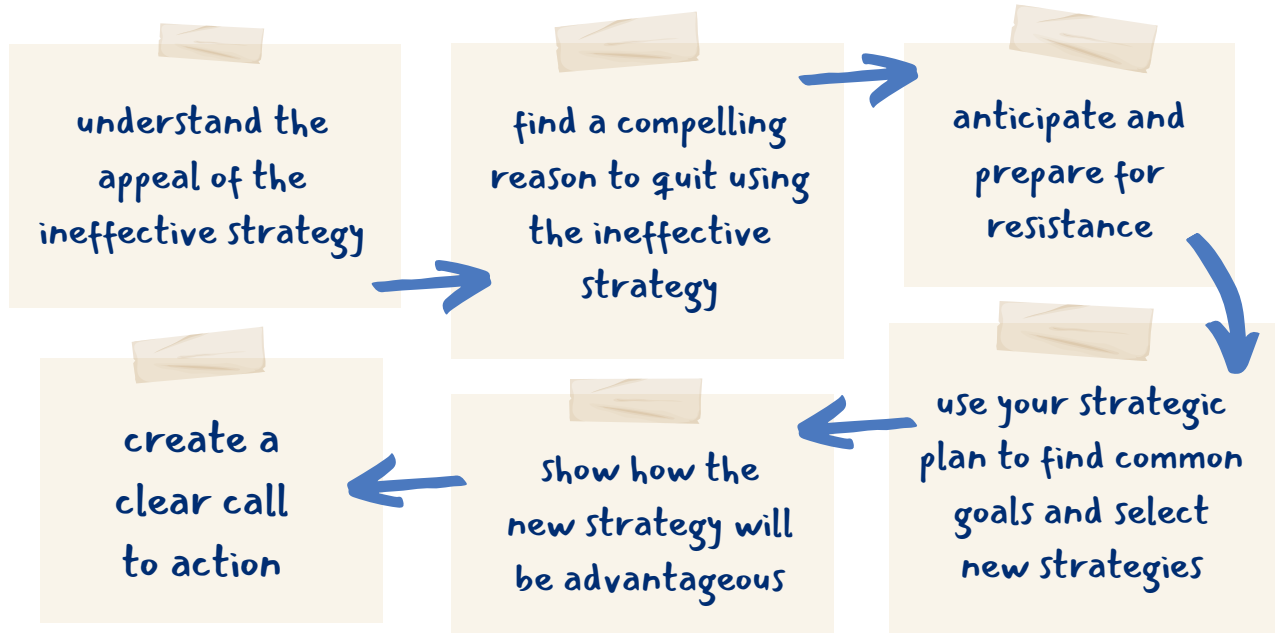 understand the
appeal of the
ineffective strategy
find a compelling
reason to quit using
the ineffective
strategy
anticipate and
prepare for
resistance
use your strategic
plan to find common
goals and select
new strategies
show how the
new strategy will
be advantageous
create a
clear call
to action